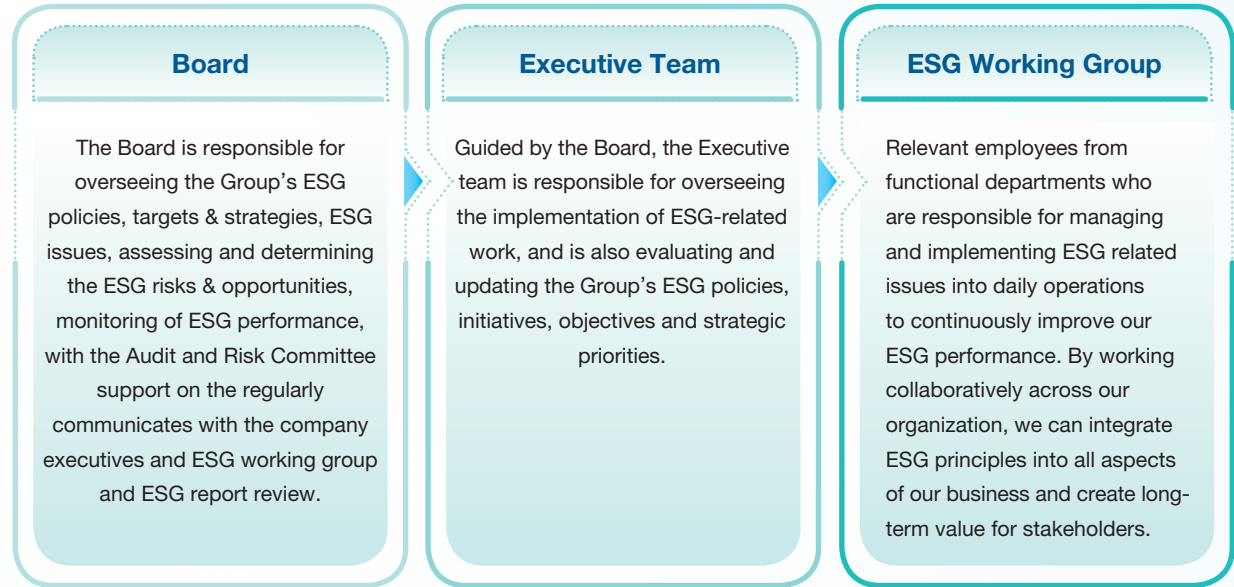 Board
The Board is responsible for
overseeing the Group's ESG
policies, targets & strategies, ESG
issues, assessing and determining
the ESG risks & opportunities,
monitoring of ESG performance,
with the Audit and Risk Committee
support on the regularly
communicates with the company
executives and ESG working group
and ESG report review.
Executive Team
Guided by the Board, the Executive
team is responsible for overseeing
the implementation of ESG-related
work, and is also evaluating and
updating the Group's ESG policies,
initiatives, objectives and strategic
priorities.
ESG Working Group
Relevant employees from
functional departments who
are responsible for managing
and implementing ESG related
issues into daily operations
to continuously improve our
ESG performance. By working
collaboratively across our
organization, we can integrate
ESG principles into all aspects
of our business and create long-
term value for stakeholders.